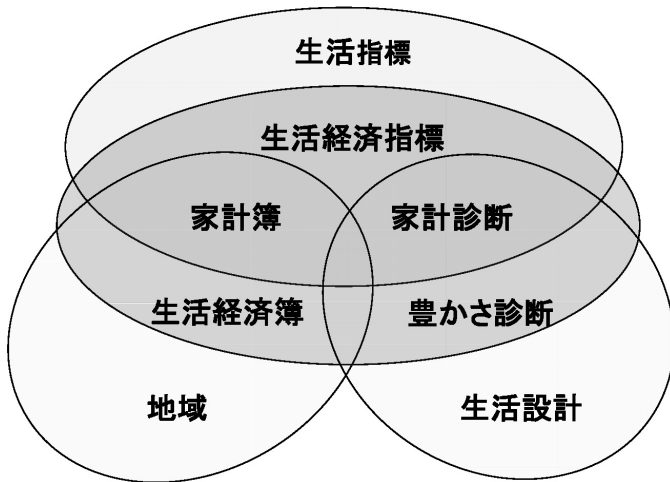 生活指標
生活経済指標
家計簿
家計診断
生活経済簿
豊かさ診断
地域
生活設計